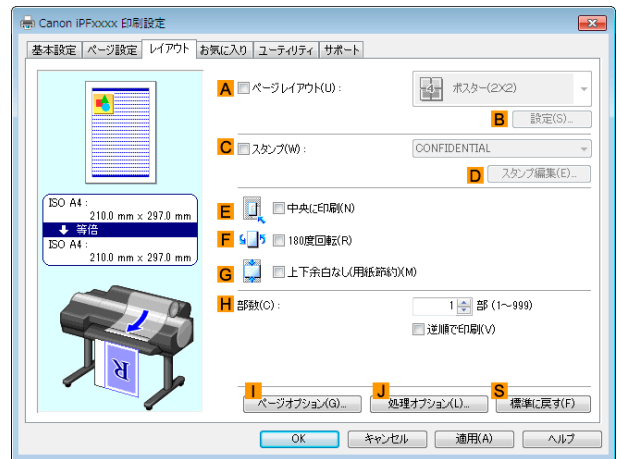 Canon iPFxxxx 印刷設定
基本設定 ページ設定 レイアウト お気に入り ユーティリティ サポート
A ページレイアウト(U) : 4 ポスター(2×2)
B 設定(S)...
C スタンプ(W) : CONFIDENTIAL
D スタンプ編集(E)...
ISO A4 :
210.0 mm x 297.0 mm
等倍
ISO A4 :
210.0 mm x 297.0 mm
E 中央に印刷(N)
F 180度回転(R)
G 上下余白なし(用紙節約)(M)
H 部数(C) : 1 部 (1～999)
逆順で印刷(V)
R
I ページオプション(G)...
J 処理オプション(L)...
S 標準に戻す(F)
OK キャンセル 適用(A) ヘルプ